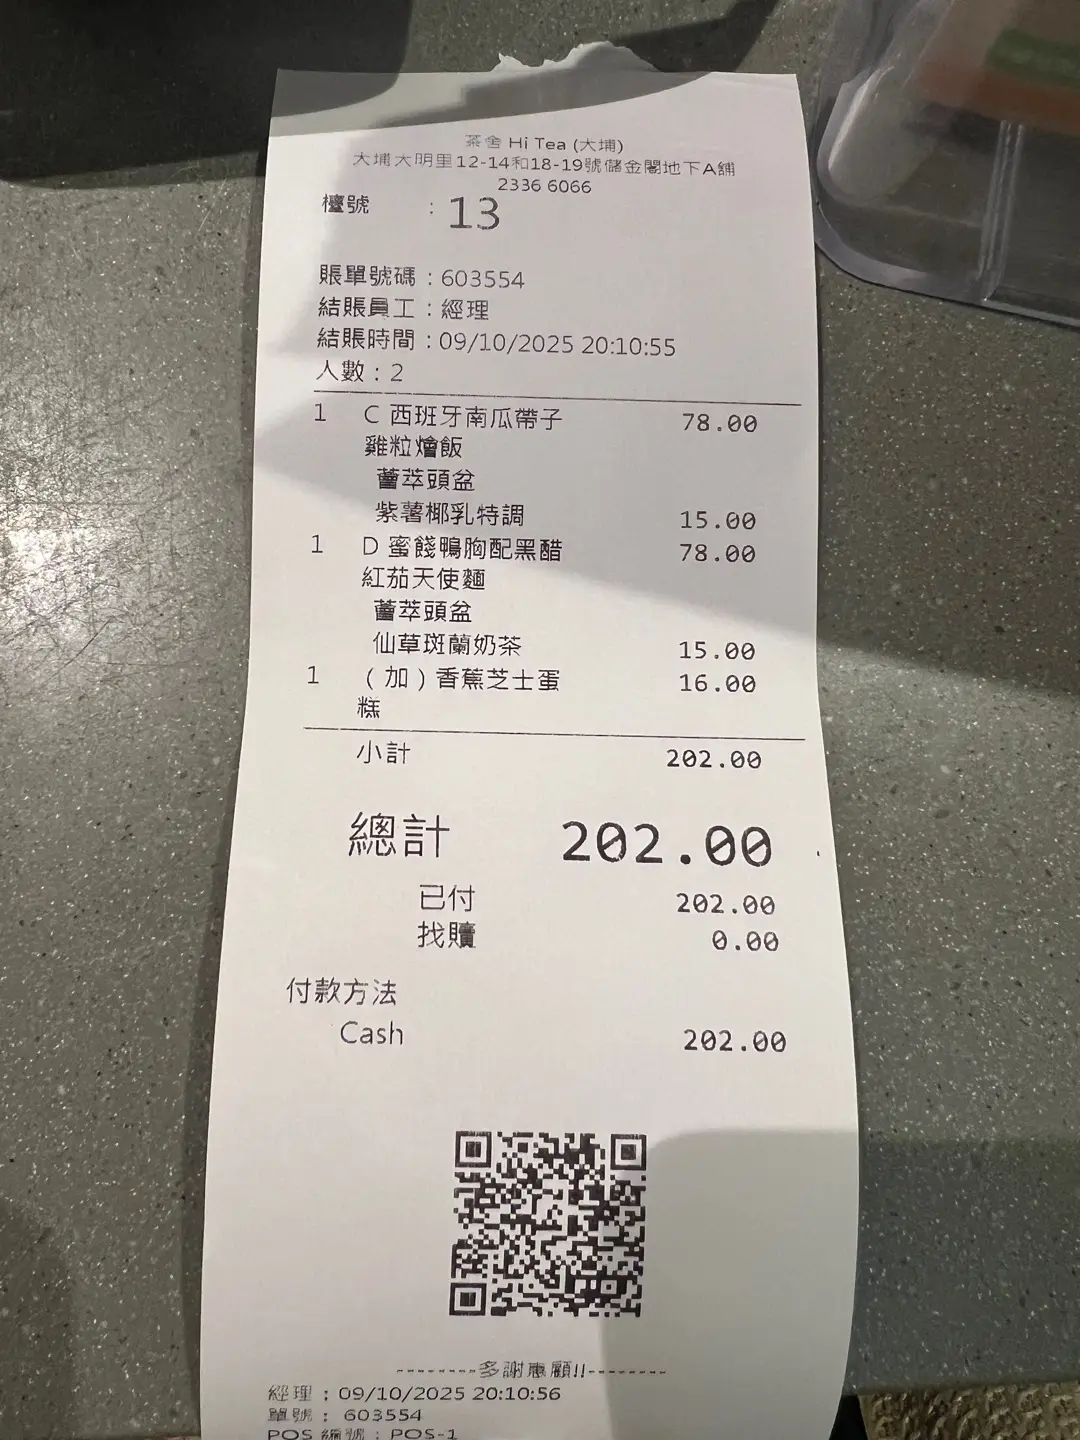 茶舍 Hi Tea (大埔)
大埔大明里12-14和18-19號儲金閣地下A舖
2336 6066
檯號 : 13
賬單號碼 : 603554
結賬員工 : 經理
結賬時間 : 09/10/2025 20:10:55
人數 : 2
1 C 西班牙南瓜帶子 78.00
雞粒燴飯
薈萃頭盆
紫薯椰乳特調 15.00
1 D 蜜餞鴨胸配黑醋 78.00
紅茄天使麵
薈萃頭盆
仙草斑蘭奶茶 15.00
1 (加) 香蕉芝士蛋 16.00
糕
小計 202.00
總計 202.00
已付 202.00
找贖 0.00
付款方法
Cash 202.00
----------多謝惠顧!!----------
經理 : 09/10/2025 20:10:56
單號 : 603554
POS 編號 : POS-1